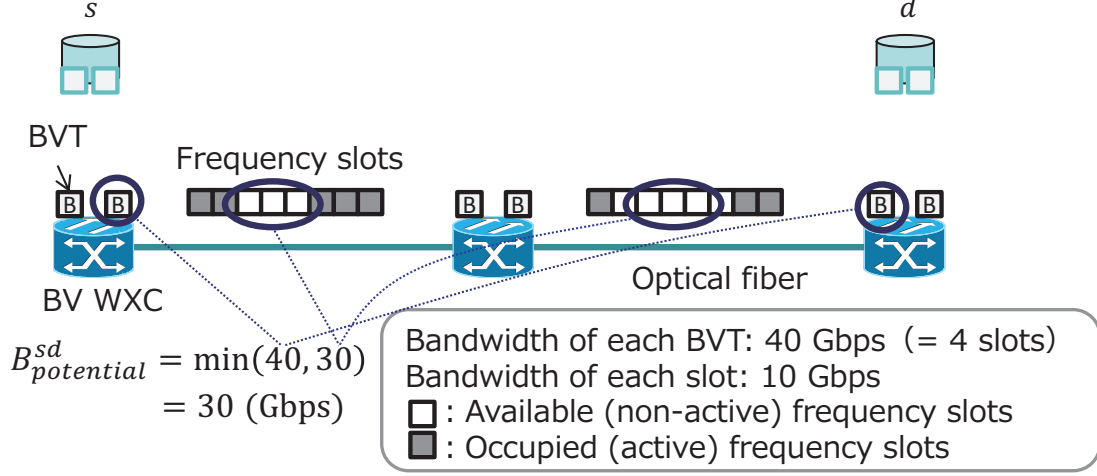 s
d
BVT
Frequency slots
B
B
B
B
B
B
BV WXC
Optical fiber
B^{sd}_{potential} = min(40, 30)
= 30 (Gbps)
Bandwidth of each BVT: 40 Gbps (= 4 slots)
Bandwidth of each slot: 10 Gbps
: Available (non-active) frequency slots
: Occupied (active) frequency slots